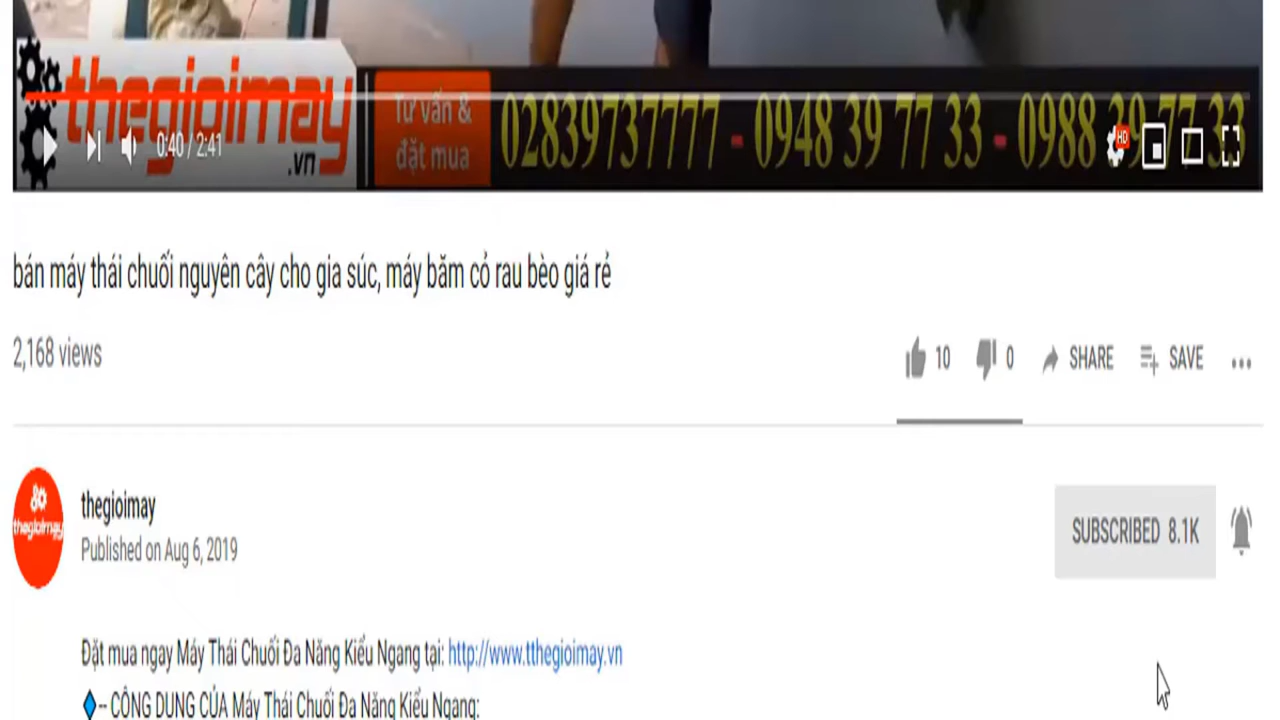 thegioimay
.vn
Tư vấn &
đặt mua
02839737777 - 0948 39 77 33 - 0988 39 77 33
HD
0:40 / 2:41
bán máy thái chuối nguyên cây cho gia súc, máy băm cỏ rau bèo giá rẻ
2,168 views
10 0 SHARE SAVE
thegioimay
thegioimay
Published on Aug 6, 2019
SUBSCRIBED 8.1K
Đặt mua ngay Máy Thái Chuối Đa Năng Kiểu Ngang tại: http://www.tthegioimay.vn
-- CÔNG DỤNG CỦA Máy Thái Chuối Đa Năng Kiểu Ngang: